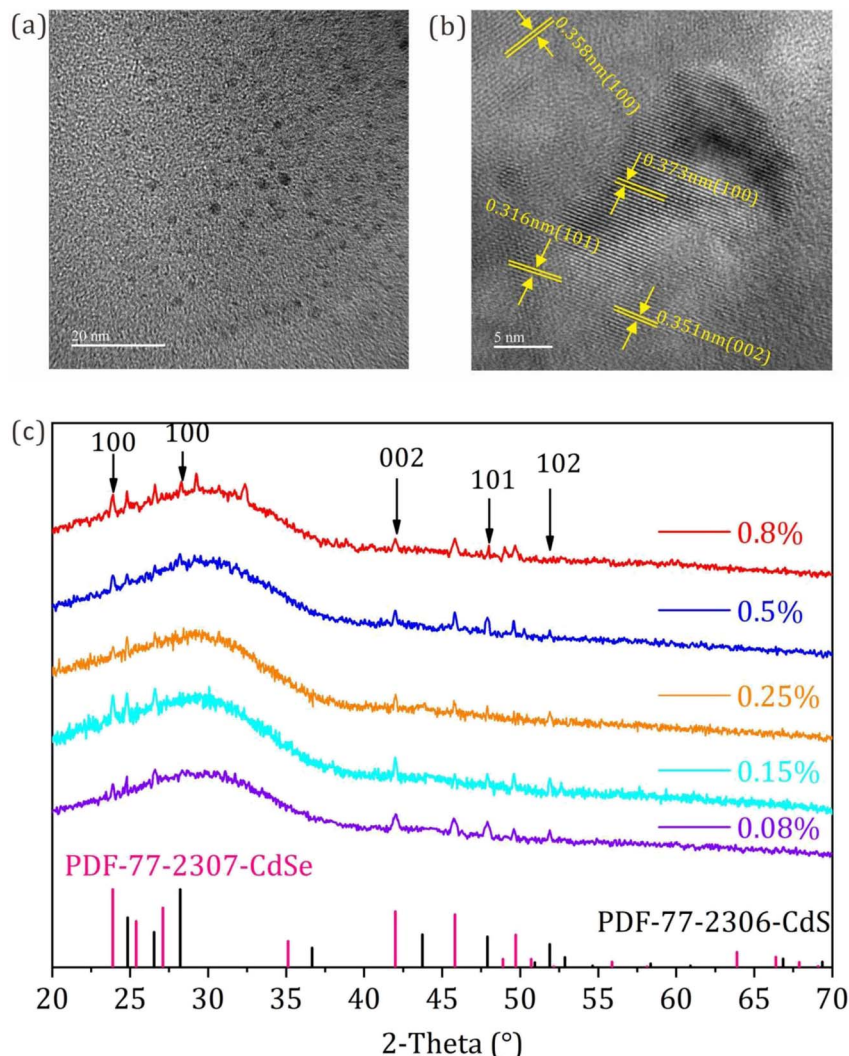 (a)
20 nm
(b)
0.358nm(100)
0.373nm(100)
0.316nm(101)
0.351nm(002)
5 nm
(c)
100
100
002
101
102
0.8%
0.5%
0.25%
0.15%
0.08%
PDF-77-2307-CdSe
PDF-77-2306-CdS
20 25 30 35 40 45 50 55 60 65 70
2-Theta (°)